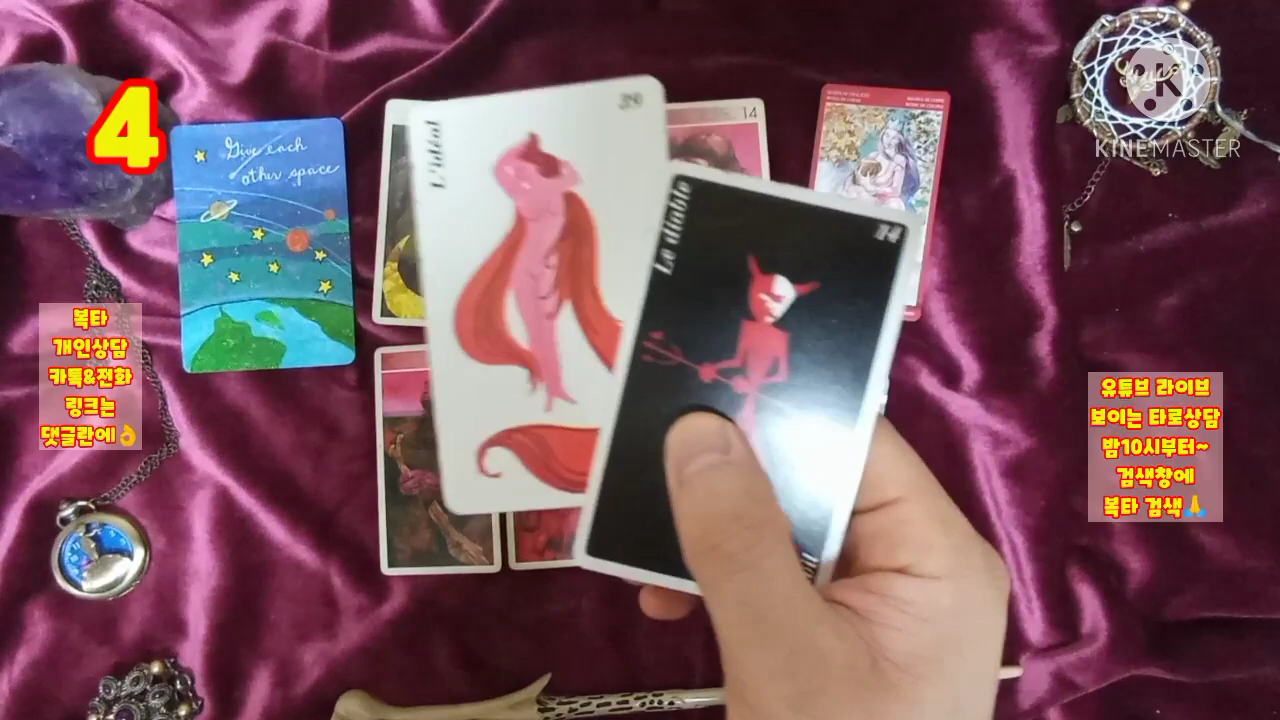 4
Give each
other space
L'idéal
39
14
Le diable
14
KINEMASTER
복타
개인상담
카톡&전화
링크는
댓글란에👌
유튜브 라이브
보이는 타로상담
밤10시부터~
검색창에
복타 검색🙏